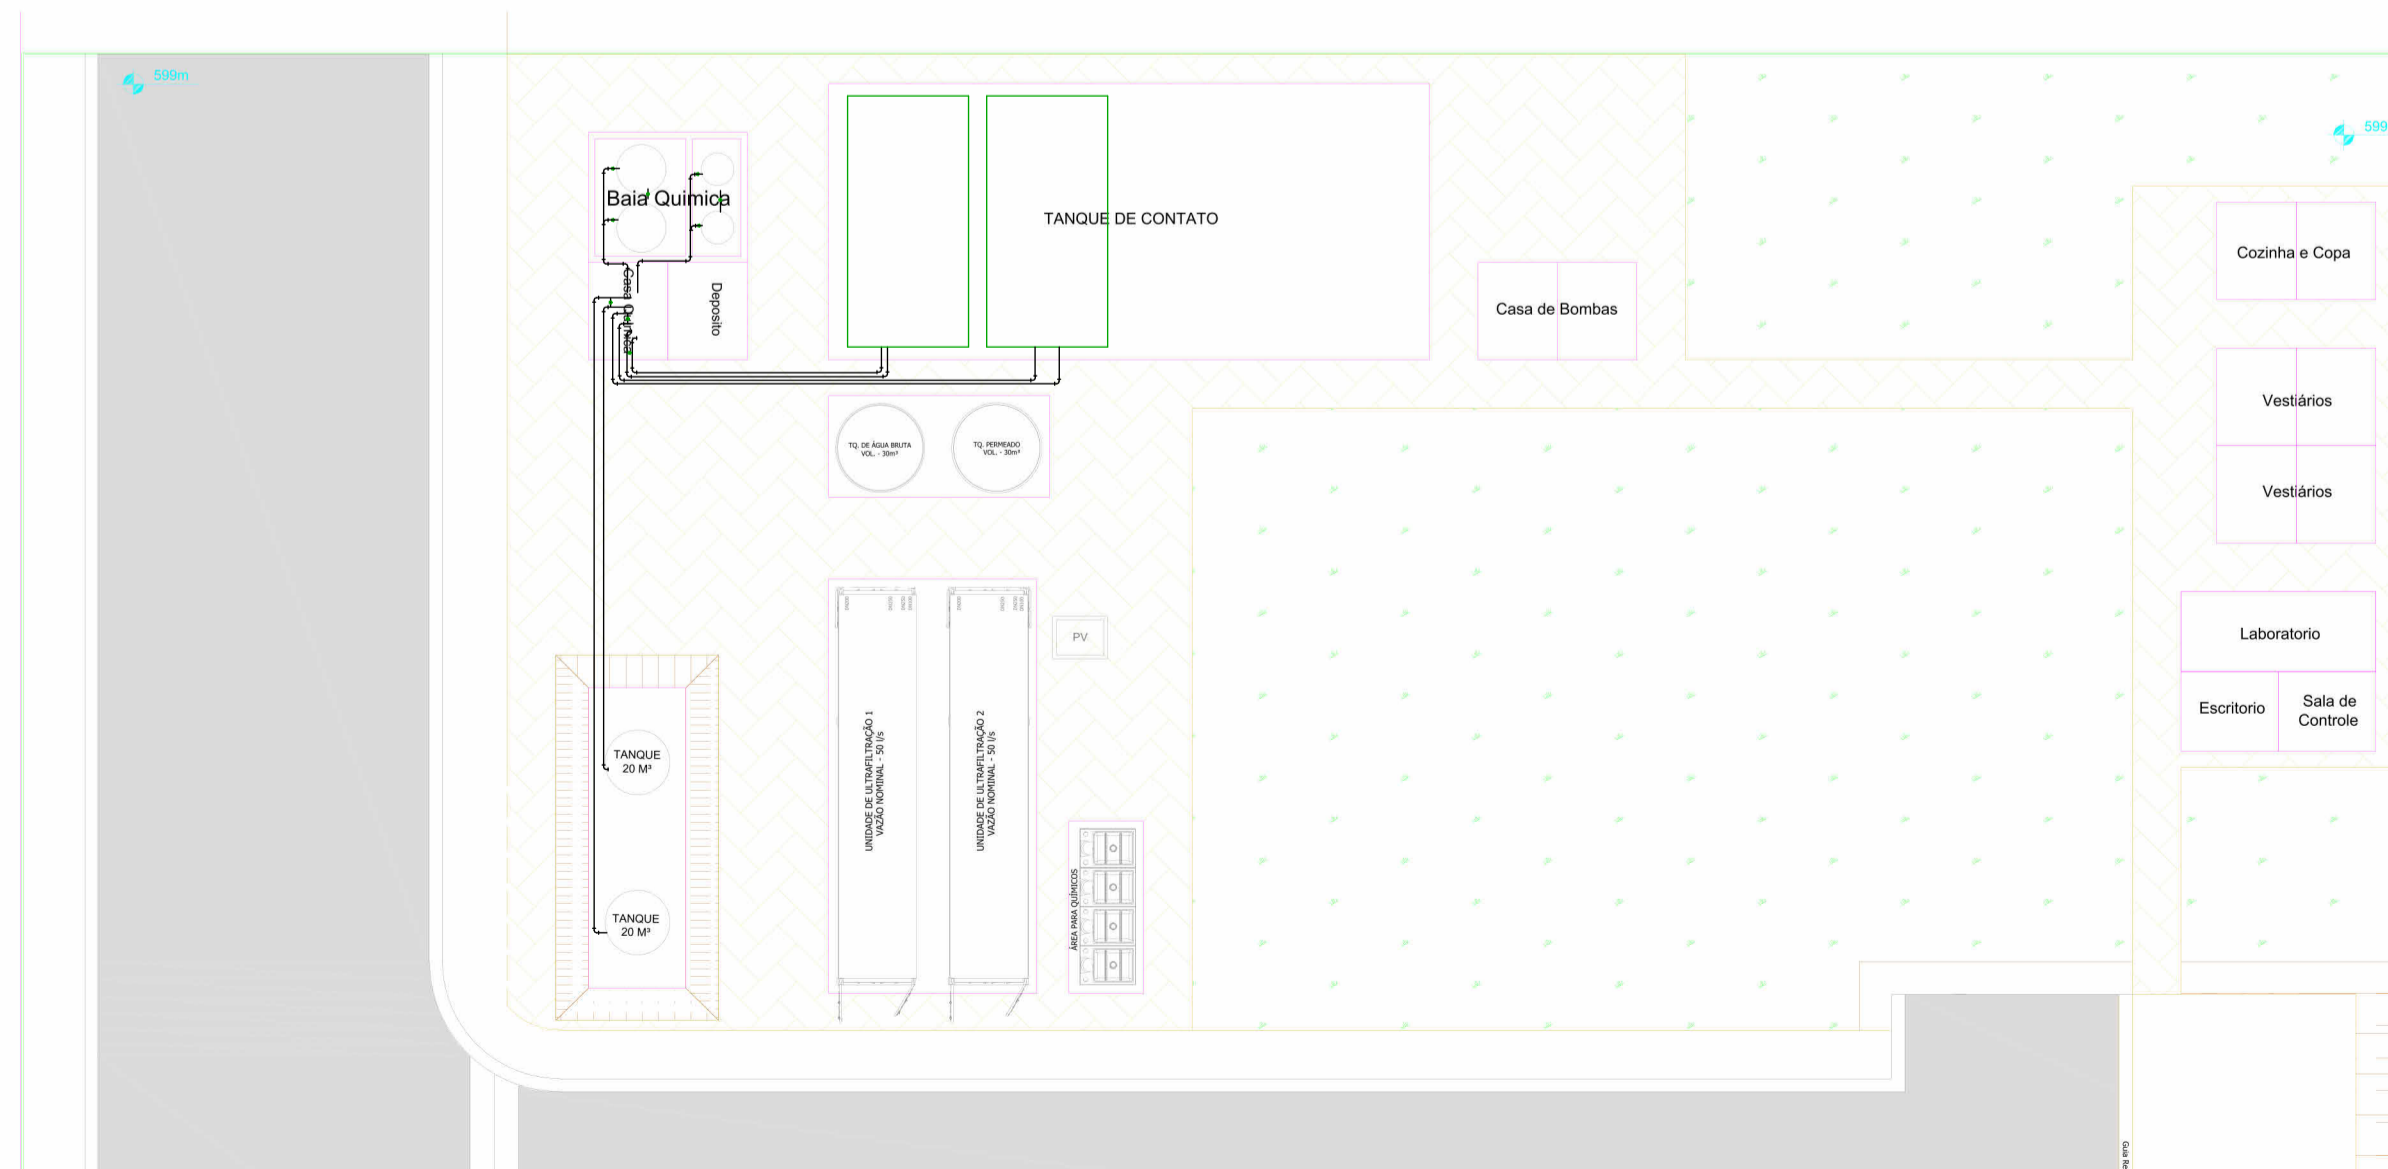 599m
599
Baia Quimica
TANQUE DE CONTATO
Cozinha e Copa
Casa Quimica
Deposito
Casa de Bombas
Vestiários
TQ. DE ÁGUA BRUTA
VOL. - 30m³
TQ. PERMEADO
VOL. - 30m³
Vestiários
PV
Laboratorio
Escritorio
Sala de
Controle
TANQUE
20 M³
UNIDADE DE ULTRAFILTRAÇÃO 1
VAZÃO NOMINAL - 50 l/s
UNIDADE DE ULTRAFILTRAÇÃO 2
VAZÃO NOMINAL - 50 l/s
ÁREA PARA QUÍMICOS
TANQUE
20 M³
Guia Re